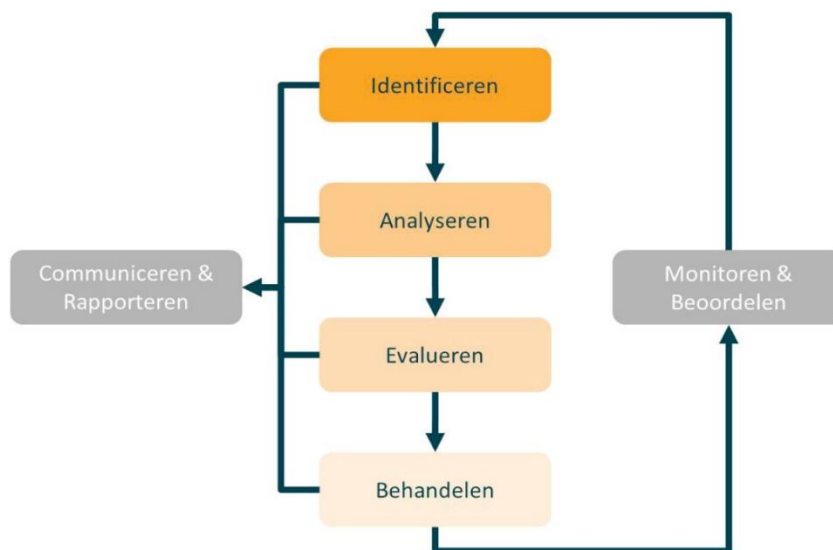 Identificeren
Analyseren
Communiceren &
Rapporteren
Monitoren &
Beoordelen
Evalueren
Behandelen